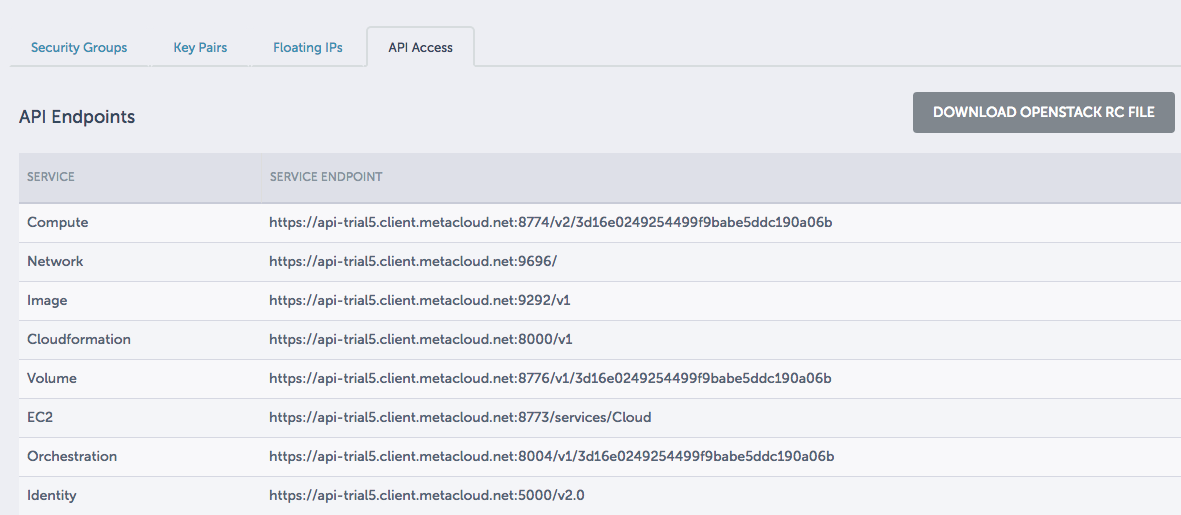 Security Groups Key Pairs Floating IPs API Access
API Endpoints DOWNLOAD OPENSTACK RC FILE
SERVICE SERVICE ENDPOINT
Compute https://api-trial5.client.metacloud.net:8774/v2/3d16e0249254499f9babe5ddc190a06b
Network https://api-trial5.client.metacloud.net:9696/
Image https://api-trial5.client.metacloud.net:9292/v1
Cloudformation https://api-trial5.client.metacloud.net:8000/v1
Volume https://api-trial5.client.metacloud.net:8776/v1/3d16e0249254499f9babe5ddc190a06b
EC2 https://api-trial5.client.metacloud.net:8773/services/Cloud
Orchestration https://api-trial5.client.metacloud.net:8004/v1/3d16e0249254499f9babe5ddc190a06b
Identity https://api-trial5.client.metacloud.net:5000/v2.0